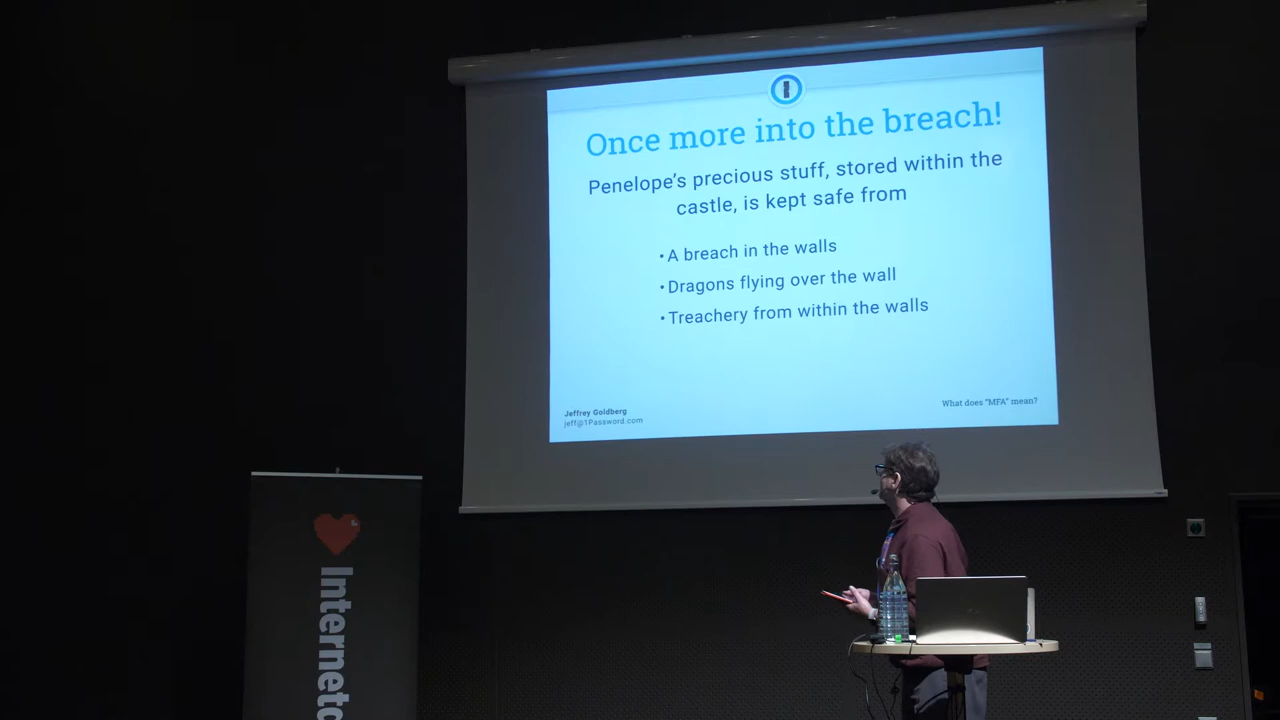 Once more into the breach!
Penelope's precious stuff, stored within the
castle, is kept safe from
• A breach in the walls
• Dragons flying over the wall
• Treachery from within the walls
Jeffrey Goldberg
jeff@1Password.com
What does "MFA" mean?
Internet